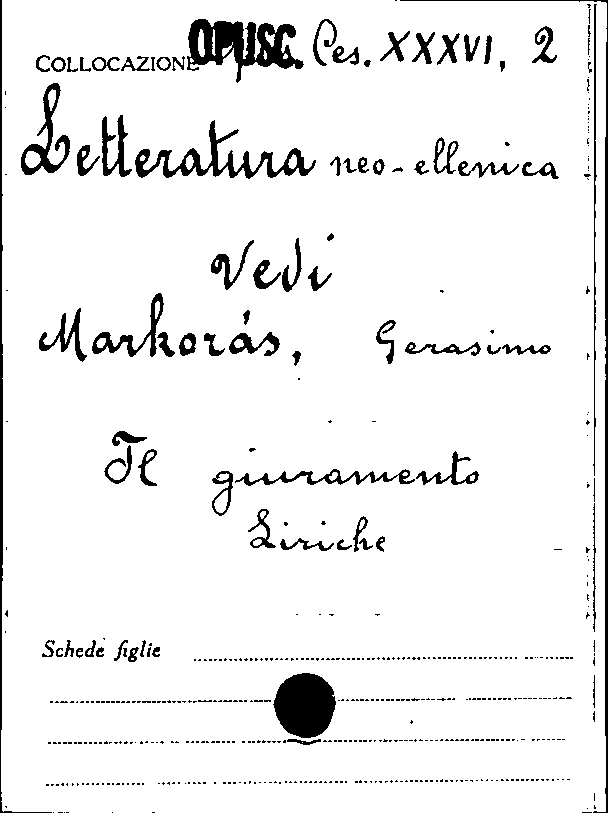 COLLOCAZIONE OPUSC. Ces. XXXVI, 2
Letteratura neo-ellenica
Vedi
Markorás, Gerasimo
Il giuramento
Liriche
Schede figlie